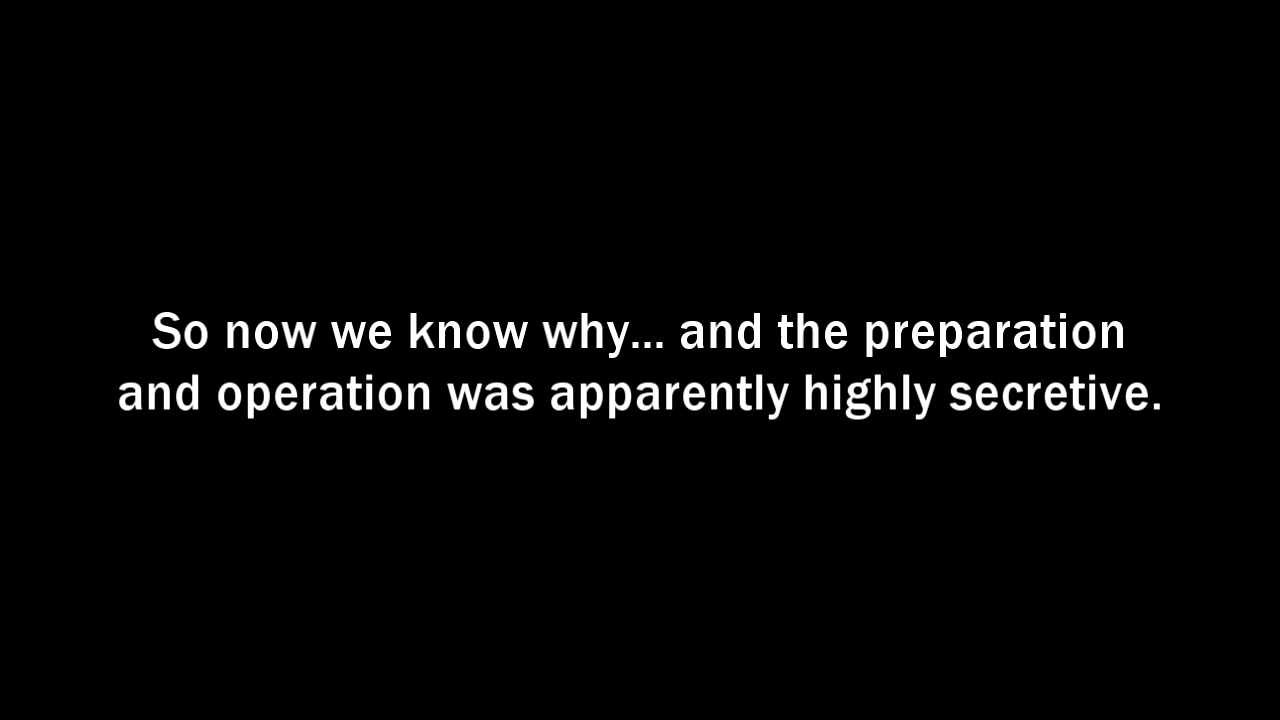 So now we know why... and the preparation
and operation was apparently highly secretive.